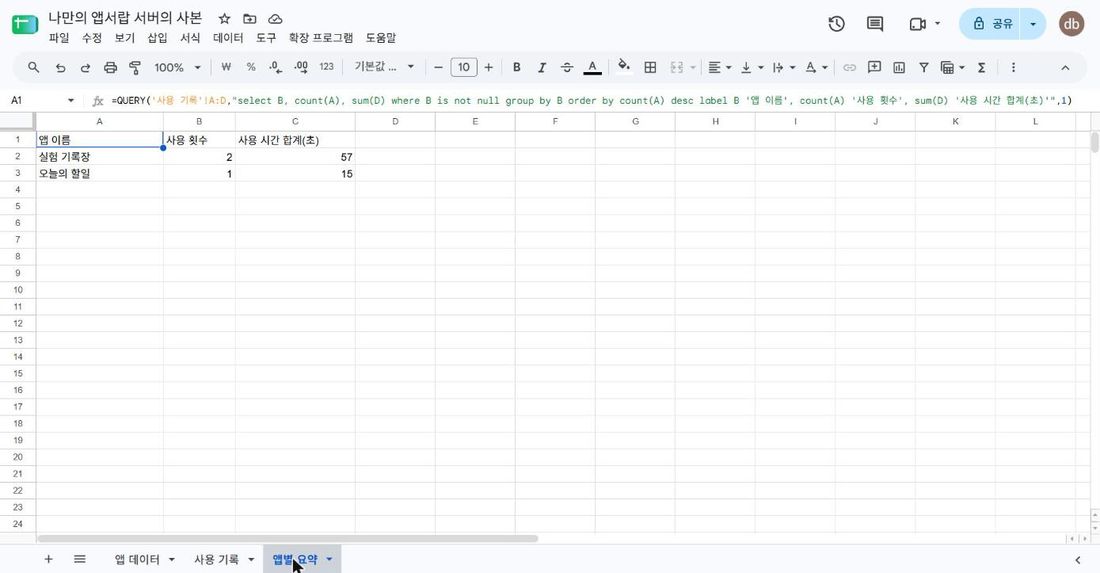 나만의 앱서랍 서버의 사본
파일 수정 보기 삽입 서식 데이터 도구 확장 프로그램 도움말
공유
db
100% ₩ % .0 .00 123 기본값 ... 10 B I A
A1 =QUERY('사용 기록'!A:D,"select B, count(A), sum(D) where B is not null group by B order by count(A) desc label B '앱 이름', count(A) '사용 횟수', sum(D) '사용 시간 합계(초)'",1)
A B C D E F G H I J K L
1 앱 이름 사용 횟수 사용 시간 합계(초)
2 실험 기록장 2 57
3 오늘의 할일 1 15
4
5
6
7
8
9
10
11
12
13
14
15
16
17
18
19
20
21
22
23
24
앱 데이터 사용 기록 앱별 요약